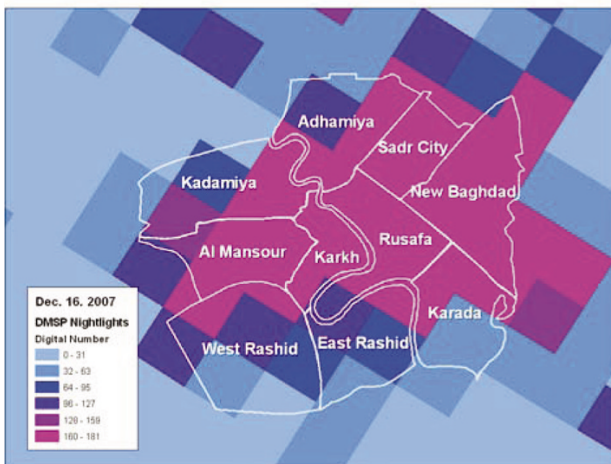 Adhamiya
Sadr City
Kadamiya
New Baghdad
Al Mansour
Karkh
Rusafa
Karada
West Rashid
East Rashid
Dec. 16. 2007
DMSP Nightlights
Digital Number
0 - 31
32 - 63
64 - 95
96 - 127
128 - 159
160 - 181